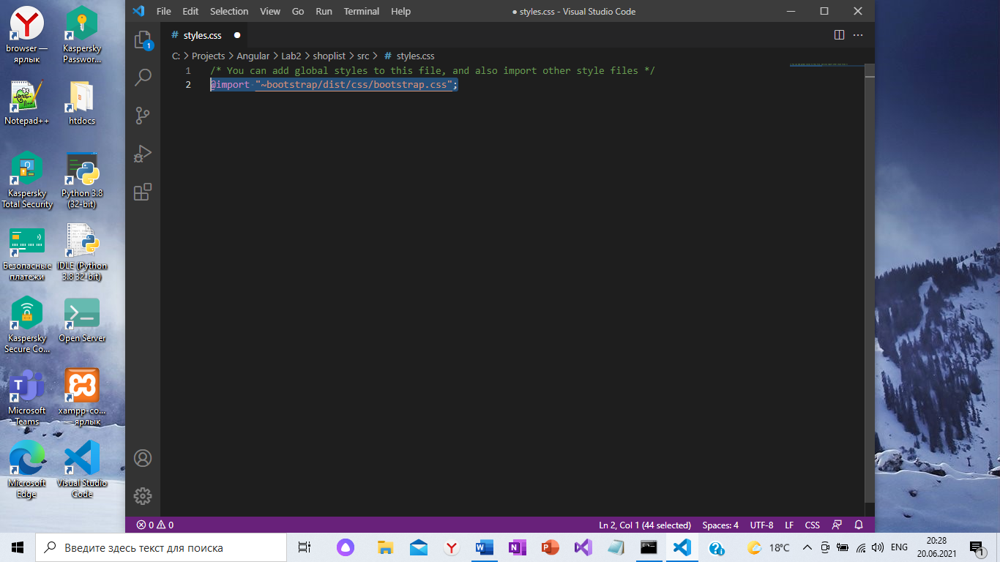 File Edit Selection View Go Run Terminal Help
● styles.css - Visual Studio Code
# styles.css ●
C: > Projects > Angular > Lab2 > shoplist > src > # styles.css
1 /* You can add global styles to this file, and also import other style files */
2 @import "~bootstrap/dist/css/bootstrap.css";
1
browser —
ярлык
Kaspersky
Passwor...
Notepad++
htdocs
Kaspersky
Total Security
Python 3.8
(32-bit)
Безопасные
платежи
IDLE (Python
3.8 32-bit)
Kaspersky
Secure Co...
Open Server
Microsoft
Teams
xampp-co...
— ярлык
Microsoft
Edge
Visual Studio
Code
0 0
Ln 2, Col 1 (44 selected) Spaces: 4 UTF-8 LF CSS
Введите здесь текст для поиска
18°C
ENG
20:28
20.06.2021
1